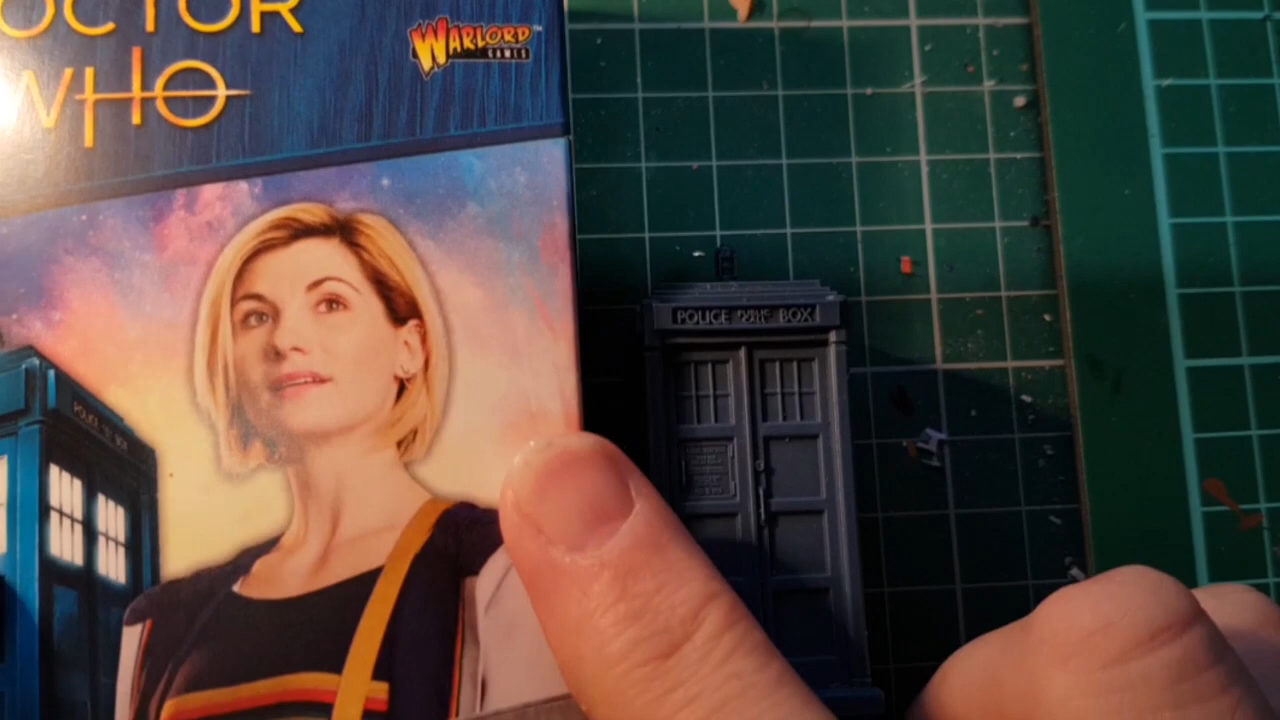 OCTOR
WHO
WARLORD
GAMES
POLICE BOX
POLICE BOX